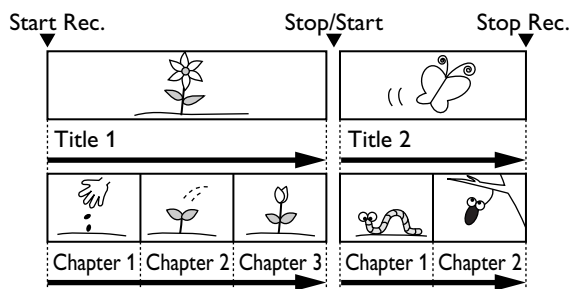 Start Rec. Stop/Start Stop Rec.
Title 1 Title 2
Chapter 1 Chapter 2 Chapter 3 Chapter 1 Chapter 2